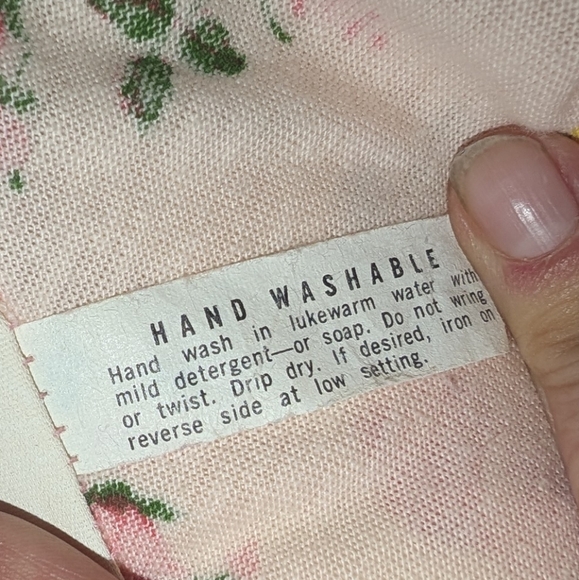 HAND WASHABLE
Hand wash in lukewarm water with
mild detergent—or soap. Do not wring
or twist. Drip dry. If desired, iron on
reverse side at low setting.